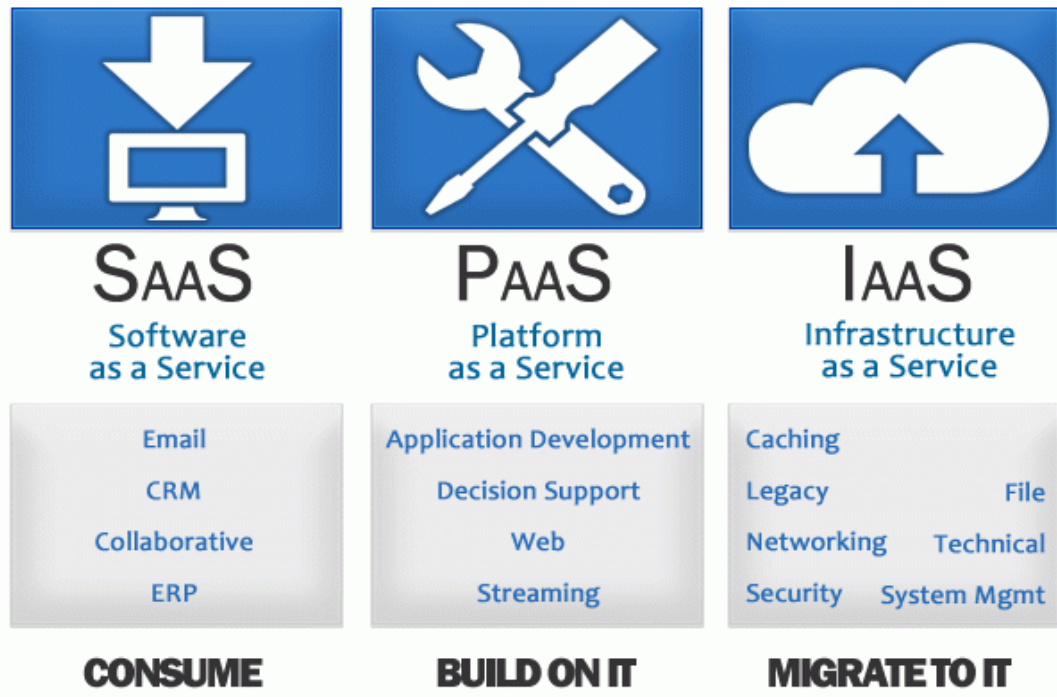 SAAS
Software
as a Service
Email
CRM
Collaborative
ERP
CONSUME
PAAS
Platform
as a Service
Application Development
Decision Support
Web
Streaming
BUILD ON IT
IAAS
Infrastructure
as a Service
Caching
Legacy File
Networking Technical
Security System Mgmt
MIGRATE TO IT